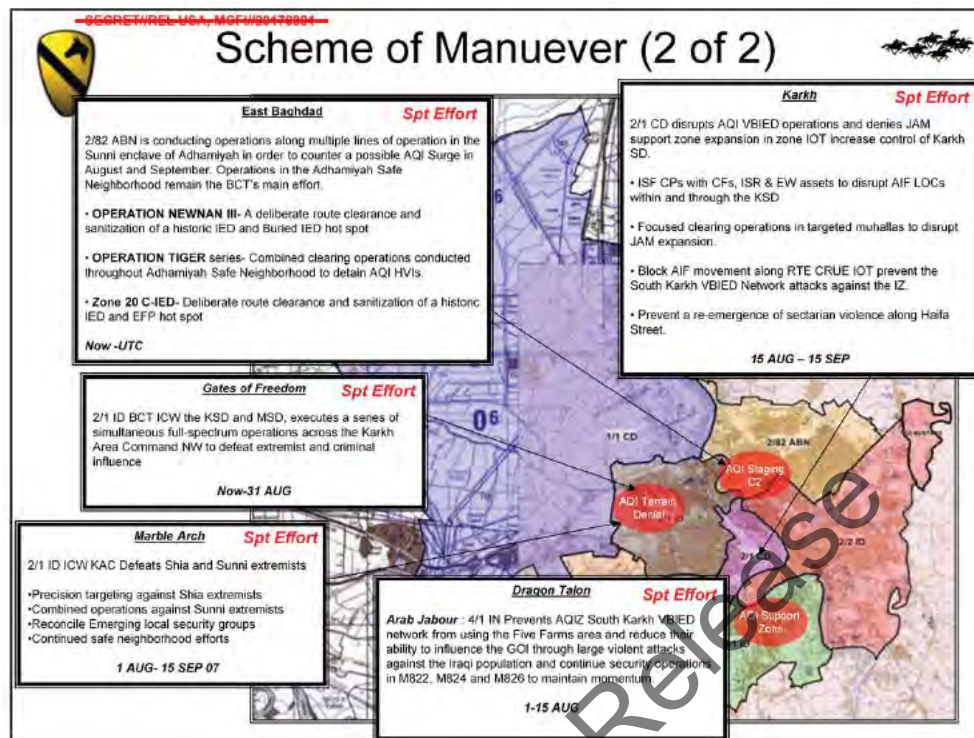 SECRET//REL USA, MCFI//20170804
Scheme of Manuever (2 of 2)
East Baghdad Spt Effort
2/82 ABN is conducting operations along multiple lines of operation in the
Sunni enclave of Adhamiyah in order to counter a possible AQI Surge in
August and September. Operations in the Adhamiyah Safe
Neighborhood remain the BCT's main effort.
• OPERATION NEWNAN III- A deliberate route clearance and
sanitization of a historic IED and Buried IED hot spot
• OPERATION TIGER series- Combined clearing operations conducted
throughout Adhamiyah Safe Neighborhood to detain AQI HVIs.
• Zone 20 C-IED- Deliberate route clearance and sanitization of a historic
IED and EFP hot spot
Now -UTC
Karkh
Spt Effort
2/1 CD disrupts AQI VBIED operations and denies JAM
support zone expansion in zone IOT increase control of Karkh
SD.
• ISF CPs with CFs, ISR & EW assets to disrupt AIF LOCs
within and through the KSD
• Focused clearing operations in targeted muhallas to disrupt
JAM expansion.
• Block AIF movement along RTE CRUE IOT prevent the
South Karkh VBIED Network attacks against the IZ.
• Prevent a re-emergence of sectarian violence along Haifa
Street.
15 AUG – 15 SEP
Gates of Freedom
Spt Effort
2/1 ID BCT ICW the KSD and MSD, executes a series of
simultaneous full-spectrum operations across the Karkh
Area Command NW to defeat extremist and criminal
influence
Now-31 AUG
Marble Arch Spt Effort
2/1 ID ICW KAC Defeats Shia and Sunni extremists
•Precision targeting against Shia extremists
•Combined operations against Sunni extremists
•Reconcile Emerging local security groups
•Continued safe neighborhood efforts
1 AUG- 15 SEP 07
Dragon Talon Spt Effort
Arab Jabour : 4/1 IN Prevents AQIZ South Karkh VBIED
network from using the Five Farms area and reduce their
ability to influence the GOI through large violent attacks
against the Iraqi population and continue security operations
in M822, M824 and M826 to maintain momentum.
1-15 AUG
06
1/1 CD
2/82 ABN
AQI Staging
C2
AQI Terrain
Denial
2/1 CD
2/2 ID
AQI Support
Zone
Release